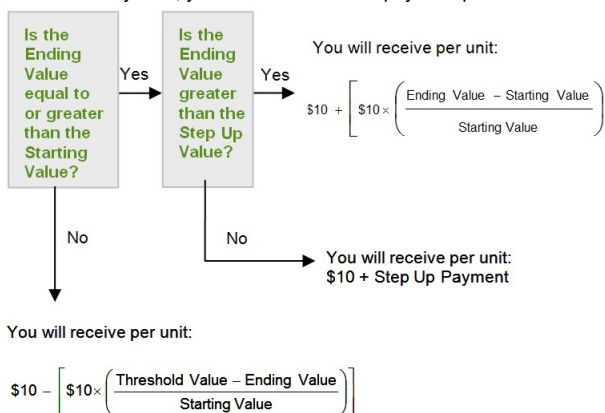 Is the
Ending
Value
equal to
or greater
than the
Starting
Value?
Yes
Is the
Ending
Value
greater
than the
Step Up
Value?
Yes
You will receive per unit:
$10 + [ $10 × ( Ending Value – Starting Value
Starting Value )
No
No
You will receive per unit:
$10 + Step Up Payment
You will receive per unit:
$10 – [ $10× ( Threshold Value – Ending Value
Starting Value ) ]